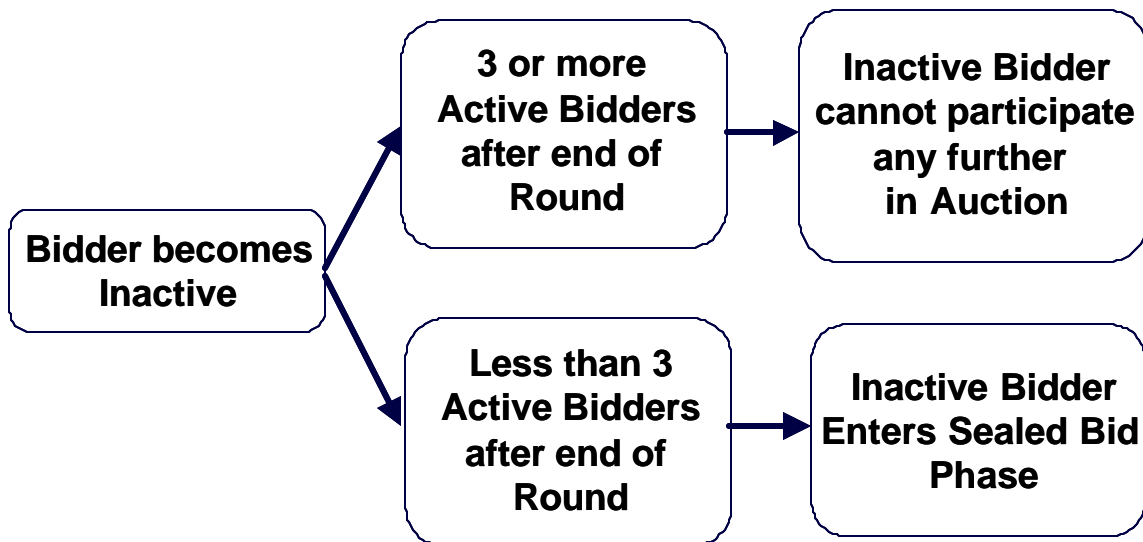 Bidder becomes
Inactive
3 or more
Active Bidders
after end of
Round
Inactive Bidder
cannot participate
any further
in Auction
Less than 3
Active Bidders
after end of
Round
Inactive Bidder
Enters Sealed Bid
Phase